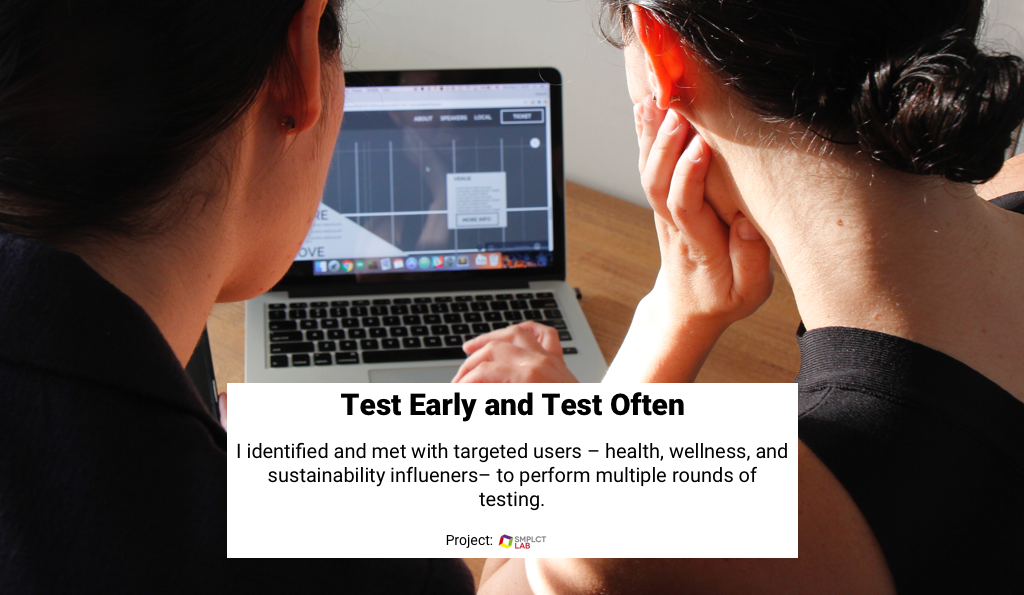 ABOUT SPEAKERS LOCAL TICKET
VENUE
MORE INFO
Test Early and Test Often
I identified and met with targeted users – health, wellness, and
sustainability influeners– to perform multiple rounds of
testing.
Project: SMPLCT
LAB